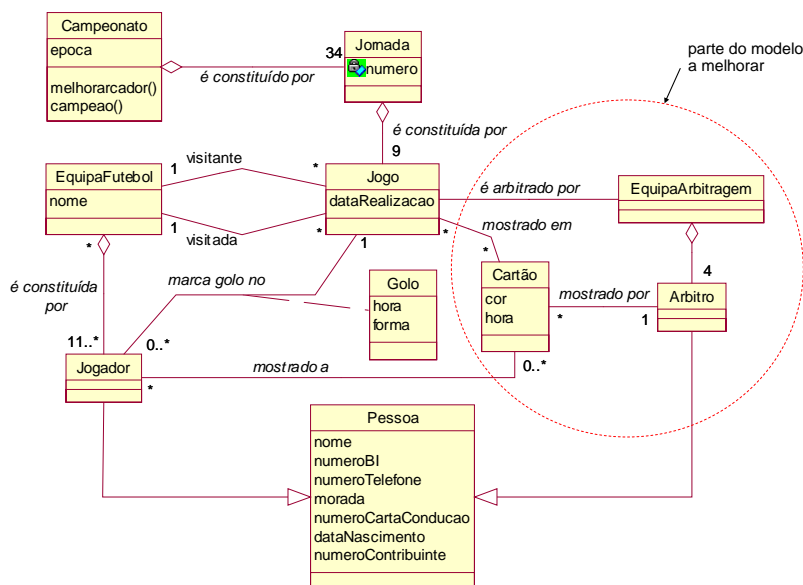 Campeonato
epoca
melhorarcador()
campeao()
é constituído por
34
Jornada
numero
parte do modelo
a melhorar
é constituída por
9
EquipaFutebol
nome
1
visitante
*
1
visitada
*
Jogo
dataRealizacao
*
1
é arbitrado por
EquipaArbitragem
mostrado em
*
*
é constituída
por
11..*
marca golo no
0..*
Golo
hora
forma
Cartão
cor
hora
mostrado por
*
4
Arbitro
1
Jogador
*
mostrado a
0..*
Pessoa
nome
numeroBI
numeroTelefone
morada
numeroCartaConducao
dataNascimento
numeroContribuinte